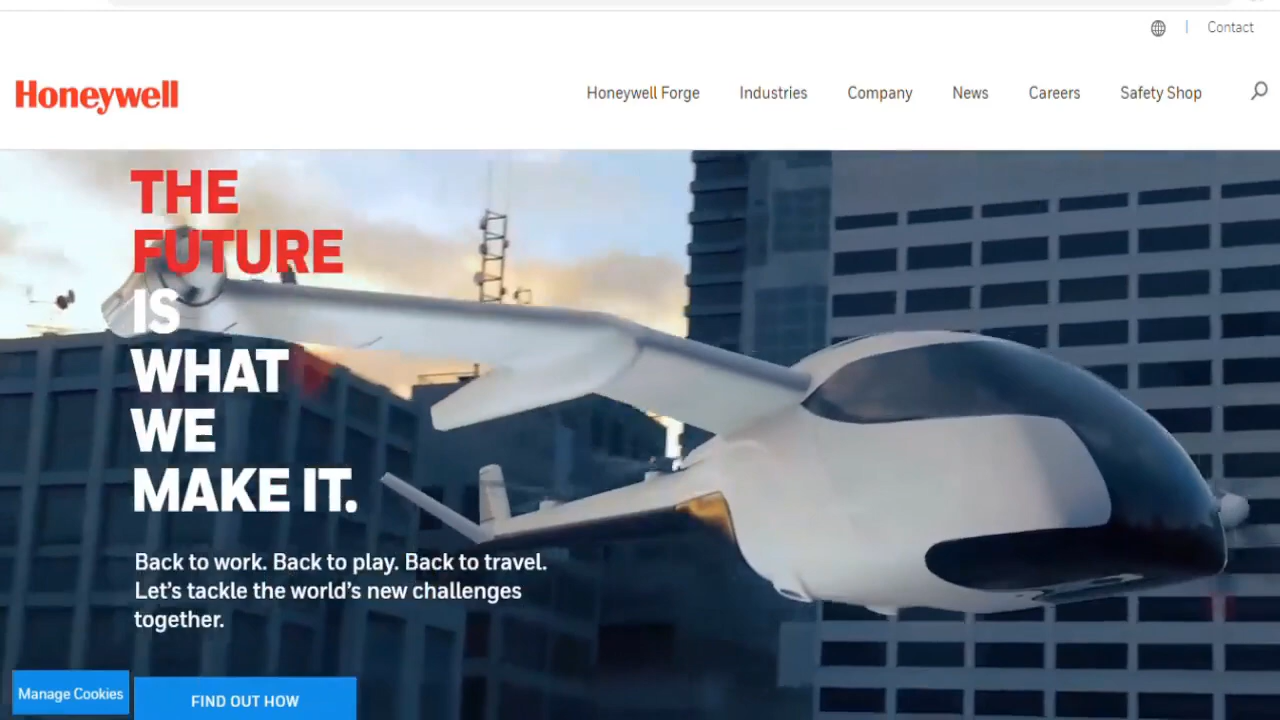 Contact
Honeywell
Honeywell Forge Industries Company News Careers Safety Shop
THE
FUTURE
IS
WHAT
WE
MAKE IT.
Back to work. Back to play. Back to travel.
Let's tackle the world's new challenges
together.
Manage Cookies
FIND OUT HOW